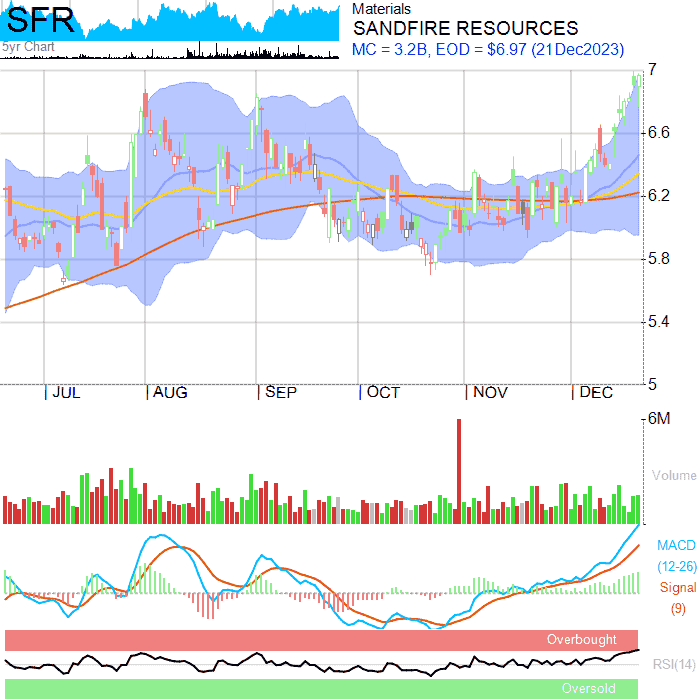 SFR
5yr Chart
Materials
SANDFIRE RESOURCES
MC = 3.2B, EOD = $6.97 (21Dec2023)
7
6.6
6.2
5.8
5.4
5
JUL AUG SEP OCT NOV DEC
6M
Volume
MACD
(12-26)
Signal
(9)
Overbought
RSI(14)
Oversold